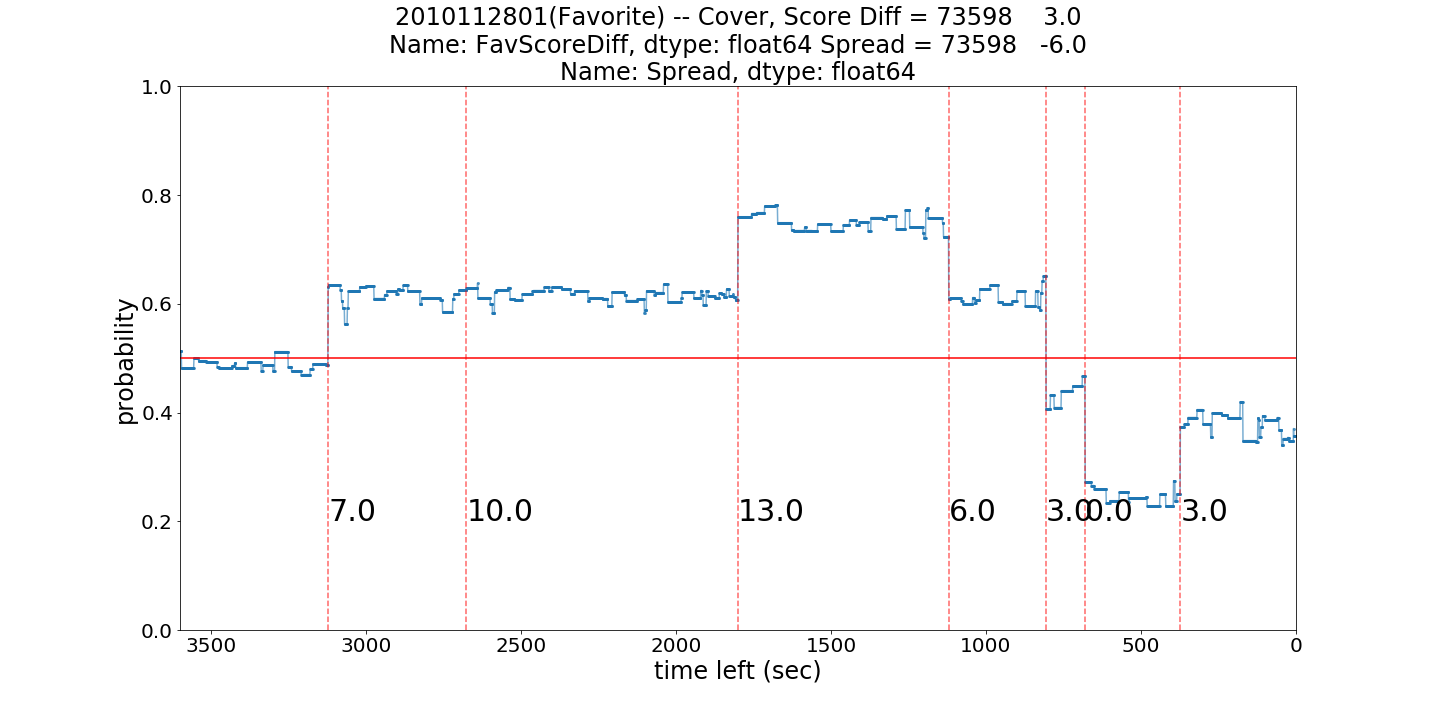 2010112801(Favorite) -- Cover, Score Diff = 73598    3.0
Name: FavScoreDiff, dtype: float64 Spread = 73598   -6.0
Name: Spread, dtype: float64
1.0
0.8
0.6
0.4
0.2
0.0
probability
7.0 10.0 13.0 6.0 3.0 0.0 3.0
3500 3000 2500 2000 1500 1000 500 0
time left (sec)